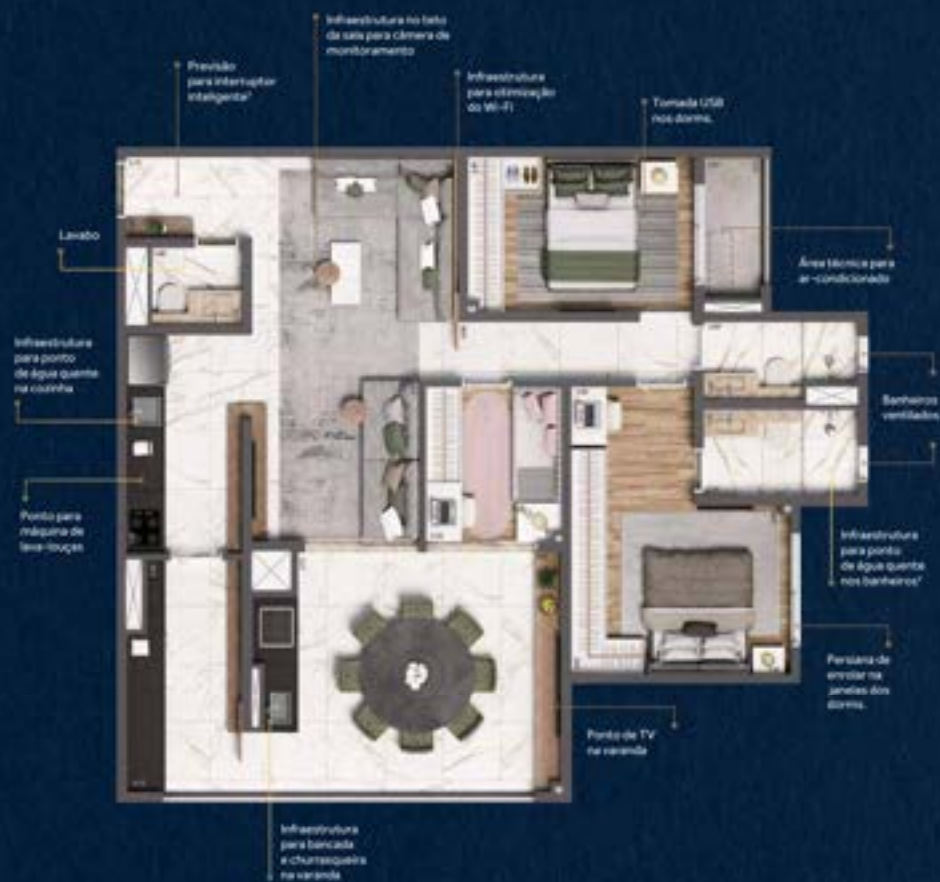 Infraestrutura no teto
da sala para câmera de
monitoramento
Previsão
para interruptor
inteligente¹
Infraestrutura
para otimização
do Wi-Fi
Tomada USB
nos dorms.
Lavabo
Área técnica para
ar-condicionado
Infraestrutura
para ponto
de água quente
na cozinha
Banheiros
ventilados
Ponto para
máquina de
lava-louças
Infraestrutura
para ponto
de água quente
nos banheiros²
Persiana de
enrolar na
janelas dos
dorms.
Ponto de TV
na varanda
Infraestrutura
para bancada
e churrasqueira
na varanda